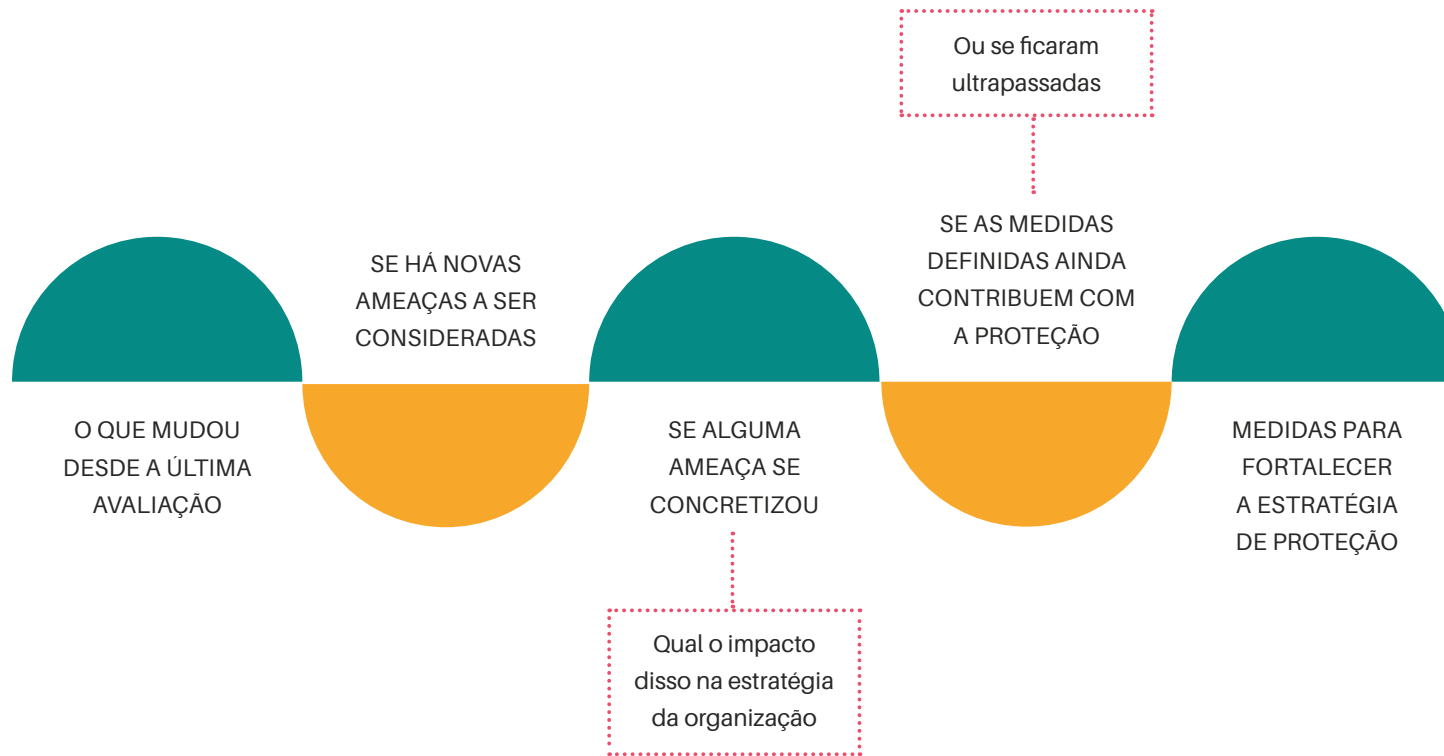 O QUE MUDOU
DESDE A ÚLTIMA
AVALIAÇÃO
SE HÁ NOVAS
AMEAÇAS A SER
CONSIDERADAS
SE ALGUMA
AMEAÇA SE
CONCRETIZOU
Qual o impacto
disso na estratégia
da organização
Ou se ficaram
ultrapassadas
SE AS MEDIDAS
DEFINIDAS AINDA
CONTRIBUEM COM
A PROTEÇÃO
MEDIDAS PARA
FORTALECER
A ESTRATÉGIA
DE PROTEÇÃO